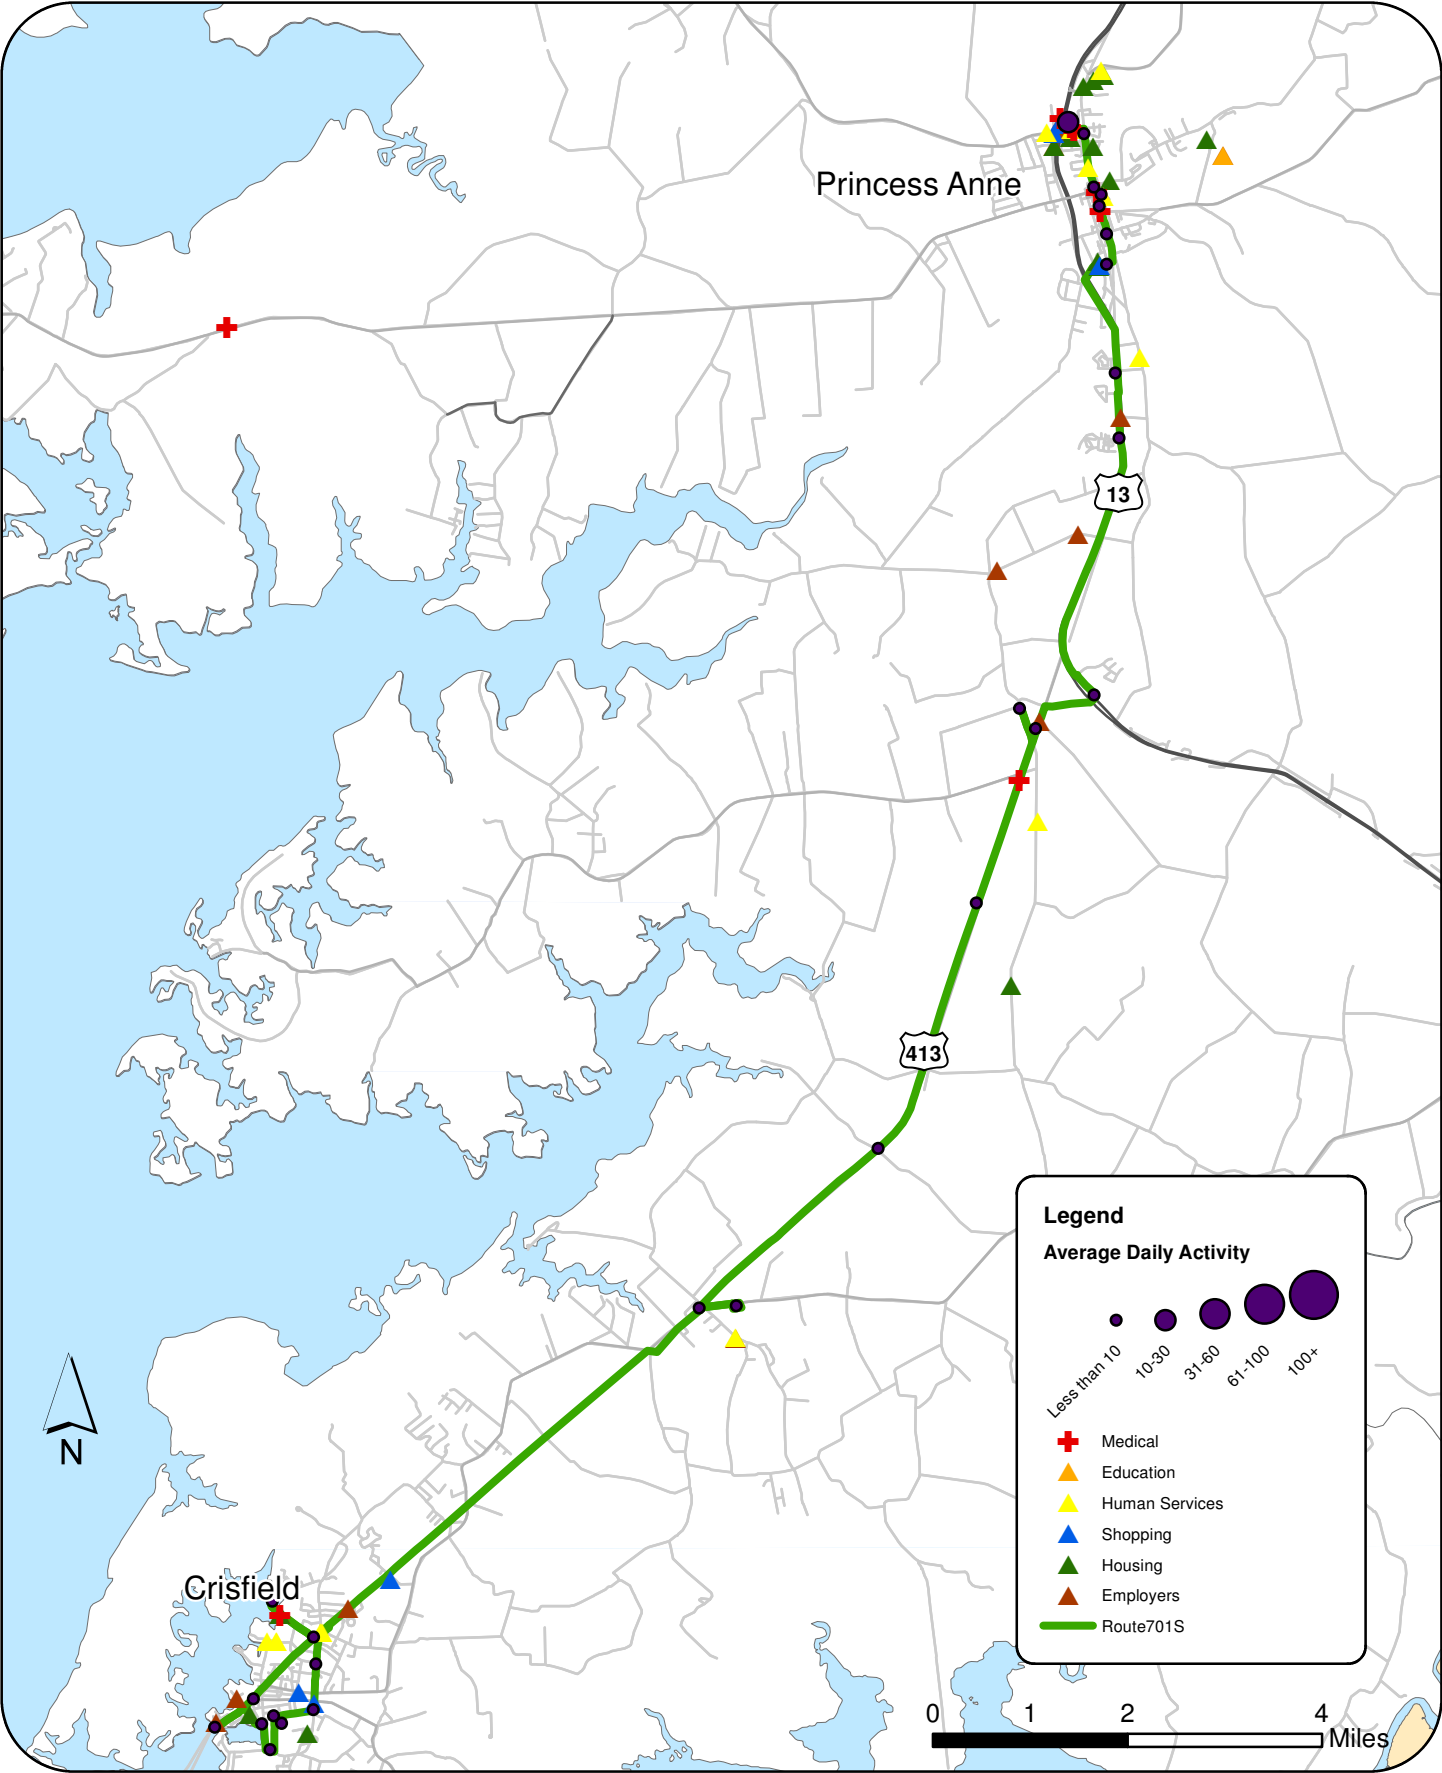 Princess Anne
13
413
Legend
Average Daily Activity
Less than 10
10-30
31-60
61-100
100+
Medical
Education
Human Services
Shopping
Housing
Employers
Route701S
N
Crisfield
0 1 2 4
Miles